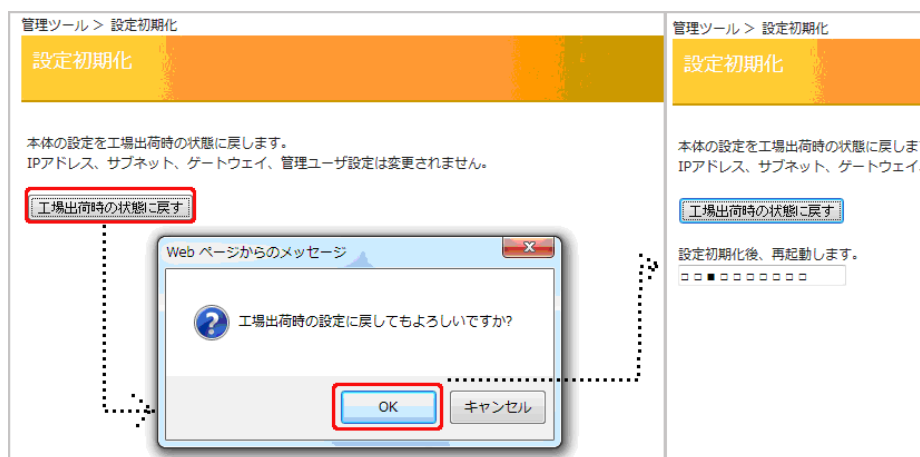 管理ツール > 設定初期化
設定初期化
本体の設定を工場出荷時の状態に戻します。
IPアドレス、サブネット、ゲートウェイ、管理ユーザ設定は変更されません。
工場出荷時の状態に戻す
Web ページからのメッセージ
工場出荷時の設定に戻してもよろしいですか?
OK
キャンセル
管理ツール > 設定初期化
設定初期化
本体の設定を工場出荷時の状態に戻しま
IPアドレス、サブネット、ゲートウェイ、
工場出荷時の状態に戻す
設定初期化後、再起動します。
□□■□□□□□□□